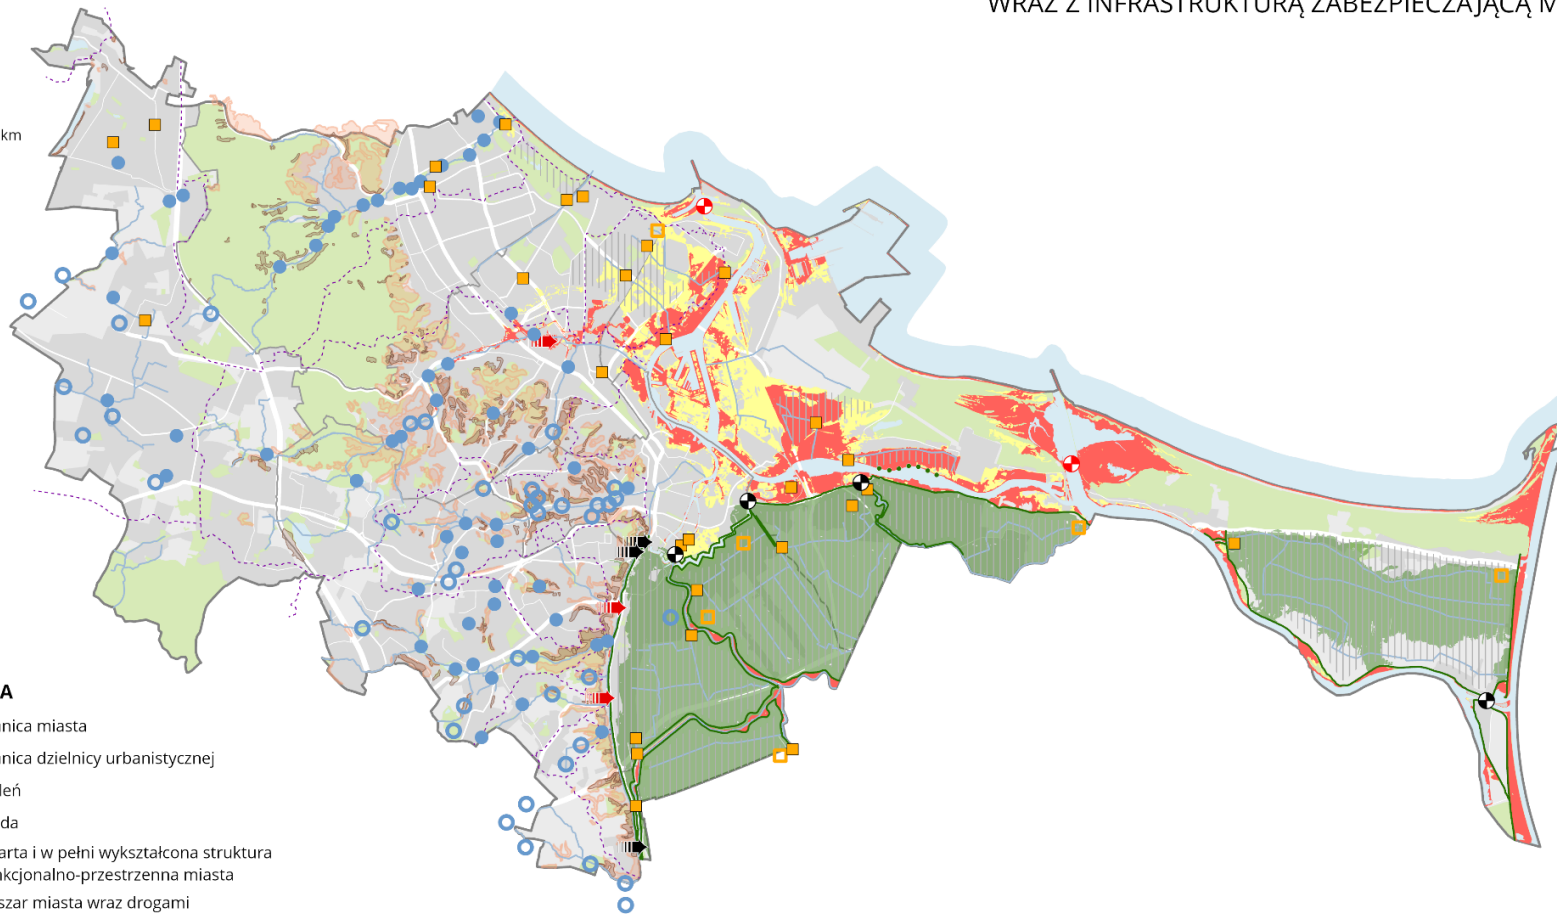 WRAZ Z INFRASTRUKTURĄ ZABEZPIECZAJĄCĄ M
km
A
nica miasta
nica dzielnicy urbanistycznej
leń
da
arta i w pełni wykształcona struktura
kcjonalno-przestrzenna miasta
szar miasta wraz drogami